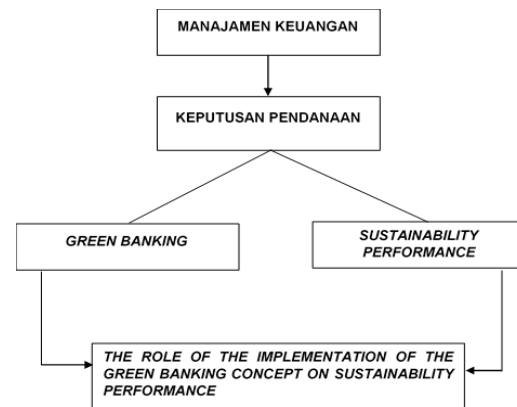 MANAJAMEN KEUANGAN
KEPUTUSAN PENDANAAN
GREEN BANKING
SUSTAINABILITY
PERFORMANCE
THE ROLE OF THE IMPLEMENTATION OF THE
GREEN BANKING CONCEPT ON SUSTAINABILITY
PERFORMANCE